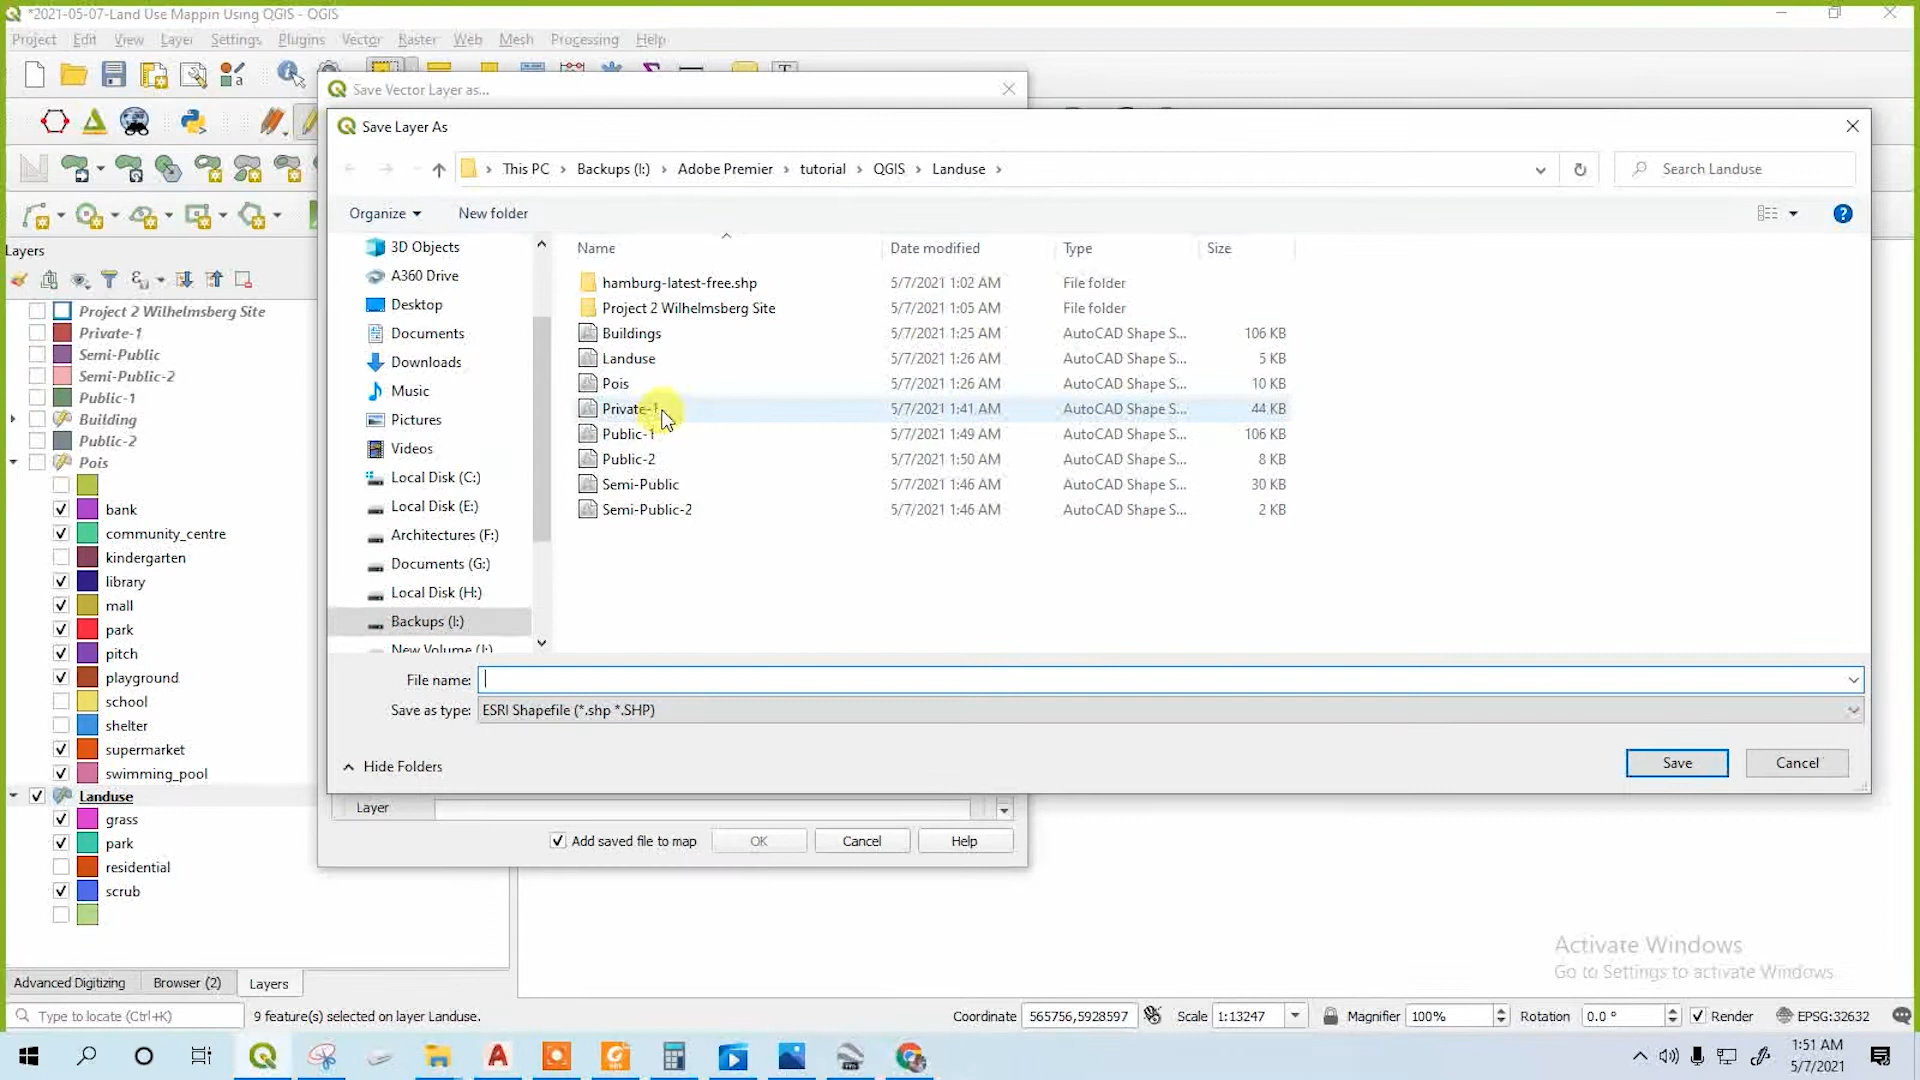 *2021-05-07-Land Use Mappin Using QGIS - QGIS
Project Edit View Layer Settings Plugins Vector Raster Web Mesh Processing Help
Save Vector Layer as...
Save Layer As
This PC > Backups (I:) > Adobe Premier > tutorial > QGIS > Landuse >
Search Landuse
Organize
New folder
Layers
Project 2 Wilhelmsberg Site
Private-1
Semi-Public
Semi-Public-2
Public-1
Building
Public-2
Pois
bank
community_centre
kindergarten
library
mall
park
pitch
playground
school
shelter
supermarket
swimming_pool
Landuse
grass
park
residential
scrub
3D Objects
A360 Drive
Desktop
Documents
Downloads
Music
Pictures
Videos
Local Disk (C:)
Local Disk (E:)
Architectures (F:)
Documents (G:)
Local Disk (H:)
Backups (I:)
New Volume (J:)
Name Date modified Type Size
hamburg-latest-free.shp 5/7/2021 1:02 AM File folder
Project 2 Wilhelmsberg Site 5/7/2021 1:05 AM File folder
Buildings 5/7/2021 1:25 AM AutoCAD Shape S... 106 KB
Landuse 5/7/2021 1:26 AM AutoCAD Shape S... 5 KB
Pois 5/7/2021 1:26 AM AutoCAD Shape S... 10 KB
Private-1 5/7/2021 1:41 AM AutoCAD Shape S... 44 KB
Public-1 5/7/2021 1:49 AM AutoCAD Shape S... 106 KB
Public-2 5/7/2021 1:50 AM AutoCAD Shape S... 8 KB
Semi-Public 5/7/2021 1:46 AM AutoCAD Shape S... 30 KB
Semi-Public-2 5/7/2021 1:46 AM AutoCAD Shape S... 2 KB
File name:
Save as type: ESRI Shapefile (*.shp *.SHP)
Hide Folders
Save
Cancel
Layer
Add saved file to map
OK
Cancel
Help
Activate Windows
Go to Settings to activate Windows.
Advanced Digitizing Browser (2) Layers
Type to locate (Ctrl+K) 9 feature(s) selected on layer Landuse. Coordinate 565756,5928597 Scale 1:13247 Magnifier 100% Rotation 0.0 ° Render EPSG:32632
1:51 AM
5/7/2021